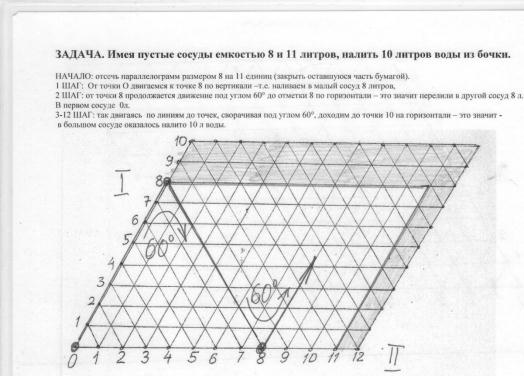 ЗАДАЧА. Имея пустые сосуды емкостью 8 и 11 литров, налить 10 литров воды из бочки.
НАЧАЛО: отсечь параллелограмм размером 8 на 11 единиц (закрыть оставшуюся часть бумагой).
1 ШАГ: От точки О двигаемся к точке 8 по вертикали –т.е. наливаем в малый сосуд 8 литров,
2 ШАГ: от точки 8 продолжается движение под углом 60° до отметки 8 по горизонтали – это значит перелили в другой сосуд 8 л.
В первом сосуде 0л.
3-12 ШАГ: так двигаясь по линиям до точек, сворачивая под углом 60°, доходим до точки 10 на горизонтали – это значит -
в большом сосуде оказалось налито 10 л воды.
10
9
I 8
7
6
5
60°
4
3
2
60°
1
0 1 2 3 4 5 6 7 8 9 10 11 12 II